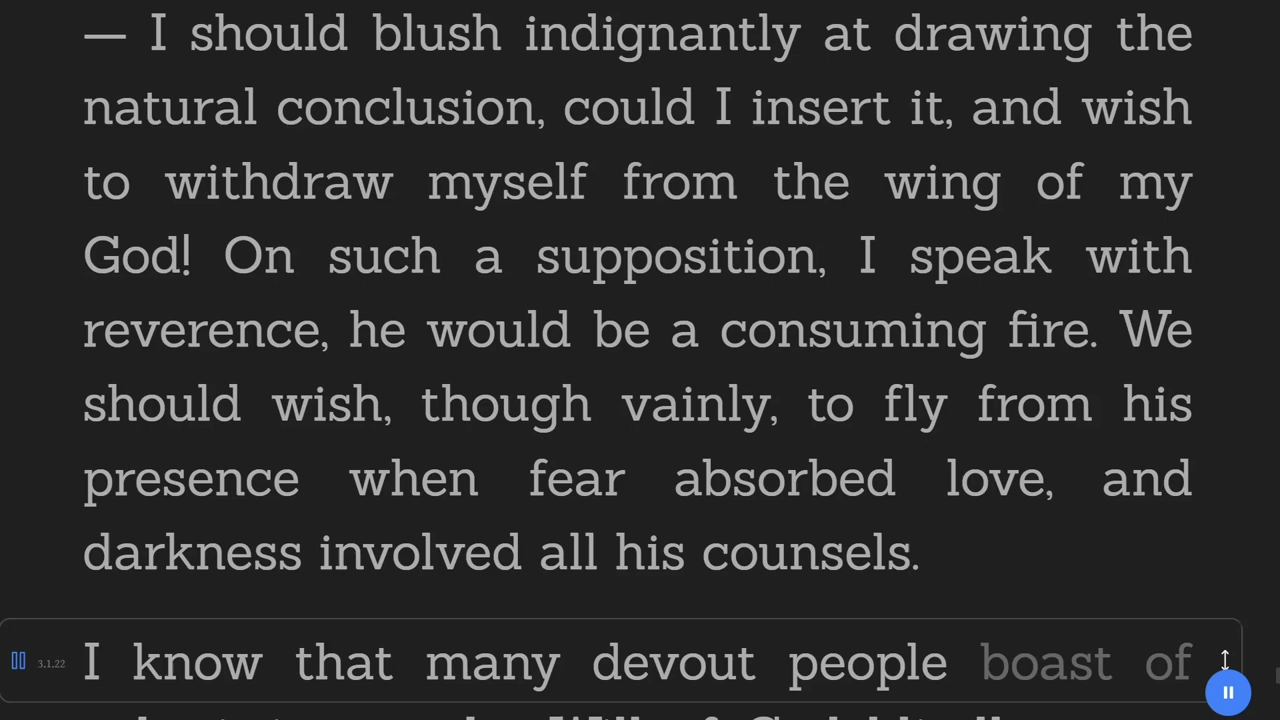 — I should blush indignantly at drawing the
natural conclusion, could I insert it, and wish
to withdraw myself from the wing of my
God! On such a supposition, I speak with
reverence, he would be a consuming fire. We
should wish, though vainly, to fly from his
presence when fear absorbed love, and
darkness involved all his counsels.
3.1.22 I know that many devout people boast of